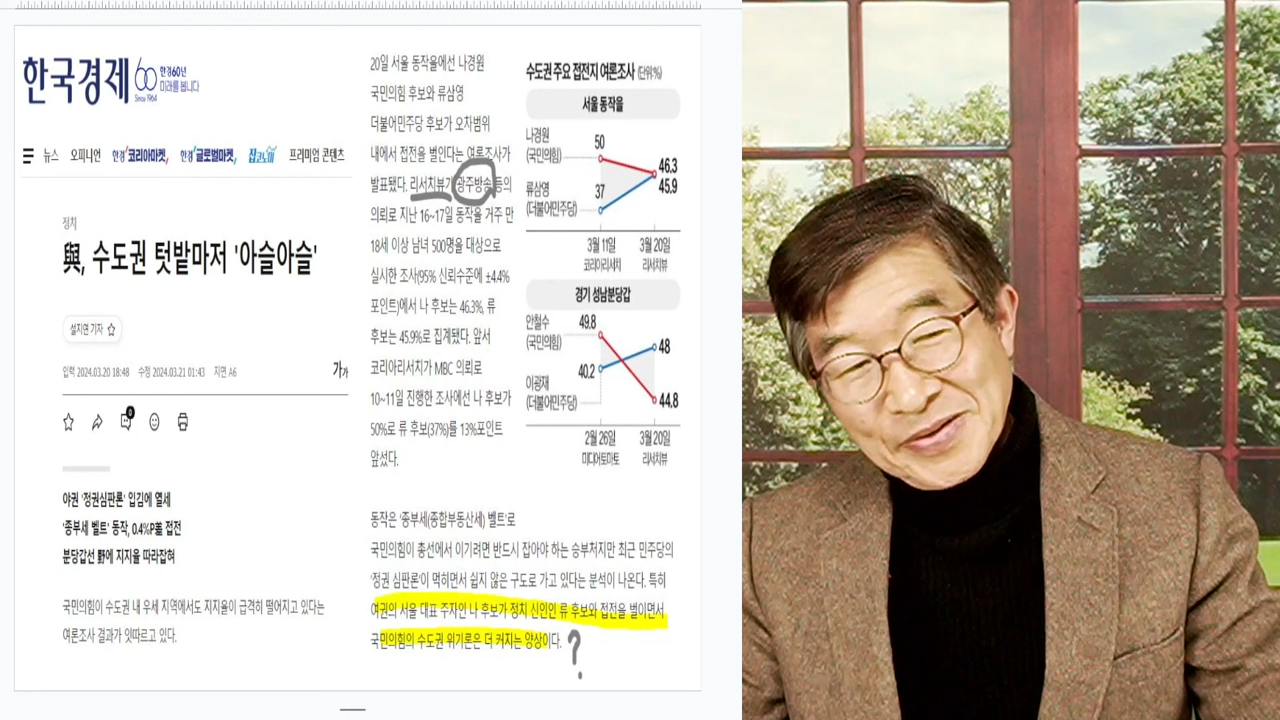 한국경제
60 한경60년
미래를 봅니다
Since 1964
뉴스 오피니언 한경코리아마켓 한경글로벌마켓 집코노미 프리미엄 콘텐츠
정치
與, 수도권 텃밭마저 '아슬아슬'
설지연 기자
입력 2024.03.20 18:48 수정 2024.03.21 01:43 지면 A6
가가
0
야권 '정권심판론' 입김에 열세
'종부세 벨트' 동작, 0.4%P差 접전
분당갑선 野에 지지율 따라잡혀
국민의힘이 수도권 내 우세 지역에서도 지지율이 급격히 떨어지고 있다는
여론조사 결과가 잇따르고 있다.
20일 서울 동작을에선 나경원
국민의힘 후보와 류삼영
더불어민주당 후보가 오차범위
내에서 접전을 벌인다는 여론조사가
발표됐다. 리서치뷰가 광주방송 등의
의뢰로 지난 16~17일 동작을 거주 만
18세 이상 남녀 500명을 대상으로
실시한 조사(95% 신뢰수준에 ±4.4%
포인트)에서 나 후보는 46.3%, 류
후보는 45.9%로 집계됐다. 앞서
코리아리서치가 MBC 의뢰로
10~11일 진행한 조사에선 나 후보가
50%로 류 후보(37%)를 13%포인트
앞섰다.
수도권 주요 접전지 여론조사 (단위:%)
서울 동작을
나경원
(국민의힘)
50
46.3
류삼영
(더불어민주당)
37
45.9
3월 11일
코리아리서치
3월 20일
리서치뷰
경기 성남분당갑
안철수
(국민의힘)
49.8
48
이광재
(더불어민주당)
40.2
44.8
2월 26일
미디어토마토
3월 20일
리서치뷰
동작은 '종부세(종합부동산세) 벨트'로
국민의힘이 총선에서 이기려면 반드시 잡아야 하는 승부처지만 최근 민주당의
'정권 심판론'이 먹히면서 쉽지 않은 구도로 가고 있다는 분석이 나온다. 특히
여권의 서울 대표 주자인 나 후보가 정치 신인인 류 후보와 접전을 벌이면서
국민의힘의 수도권 위기론은 더 커지는 양상이다. ?